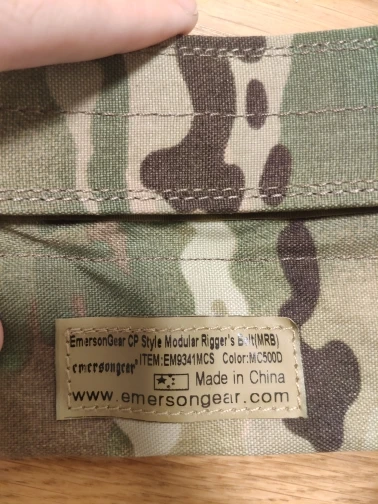 EmersonGear CP Style Modular Rigger's Belt(MRB)
emersongear® ITEM:EM9341MCS Color:MC500D
Made in China
www.emersongear.com